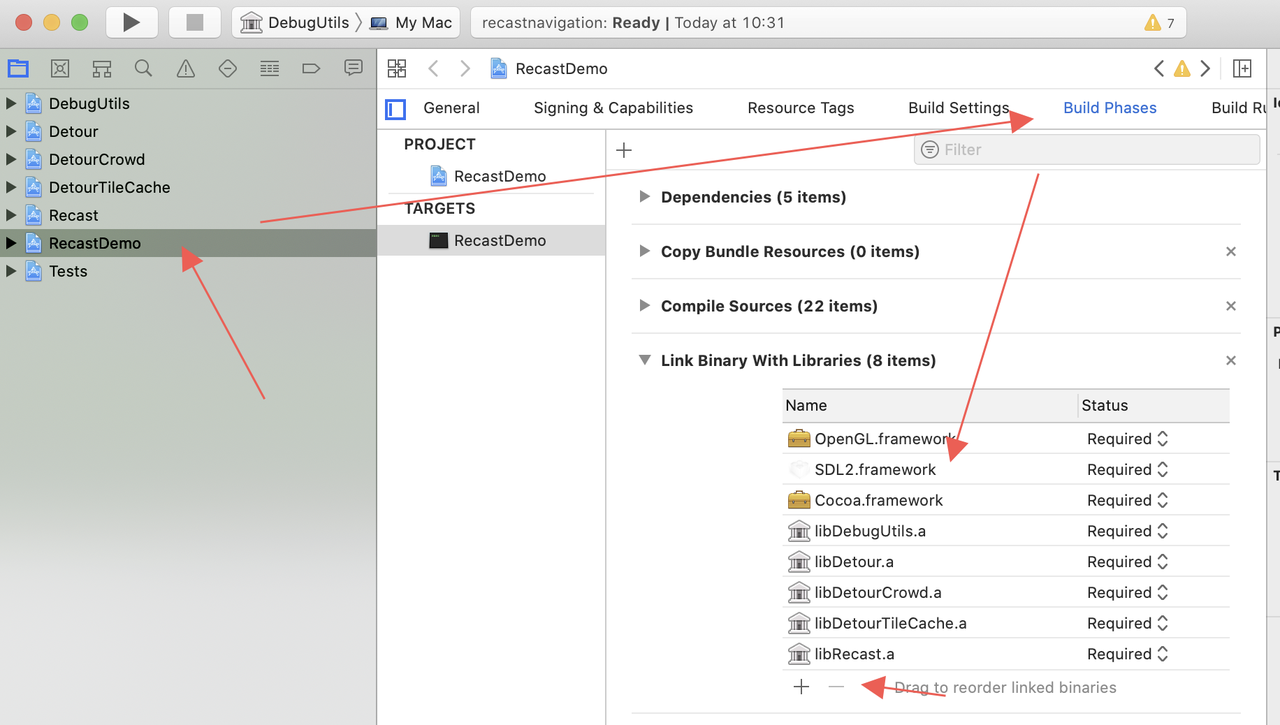 DebugUtils My Mac
recastnavigation: Ready | Today at 10:31
7
DebugUtils
Detour
DetourCrowd
DetourTileCache
Recast
RecastDemo
Tests
RecastDemo
General Signing & Capabilities Resource Tags Build Settings Build Phases Build Ru
PROJECT
RecastDemo
TARGETS
RecastDemo
Filter
Dependencies (5 items)
Copy Bundle Resources (0 items)
Compile Sources (22 items)
Link Binary With Libraries (8 items)
Name Status
OpenGL.framework Required
SDL2.framework Required
Cocoa.framework Required
libDebugUtils.a Required
libDetour.a Required
libDetourCrowd.a Required
libDetourTileCache.a Required
libRecast.a Required
Drag to reorder linked binaries